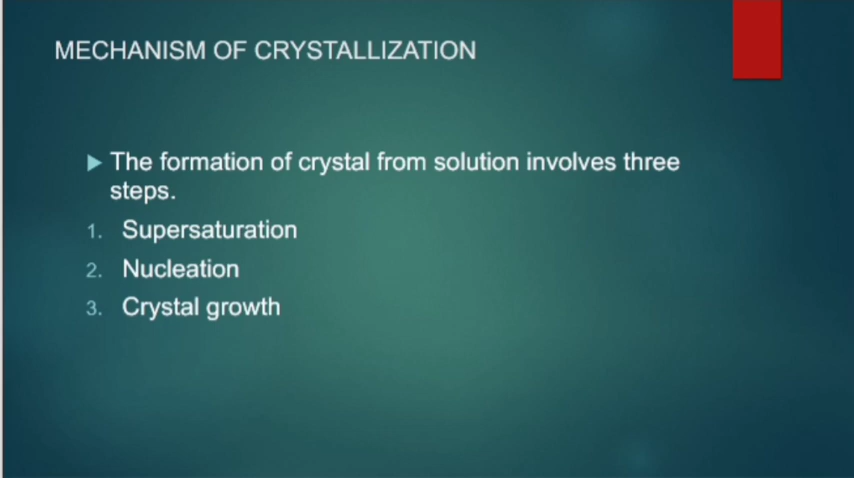 MECHANISM OF CRYSTALLIZATION
The formation of crystal from solution involves three
steps.
1. Supersaturation
2. Nucleation
3. Crystal growth